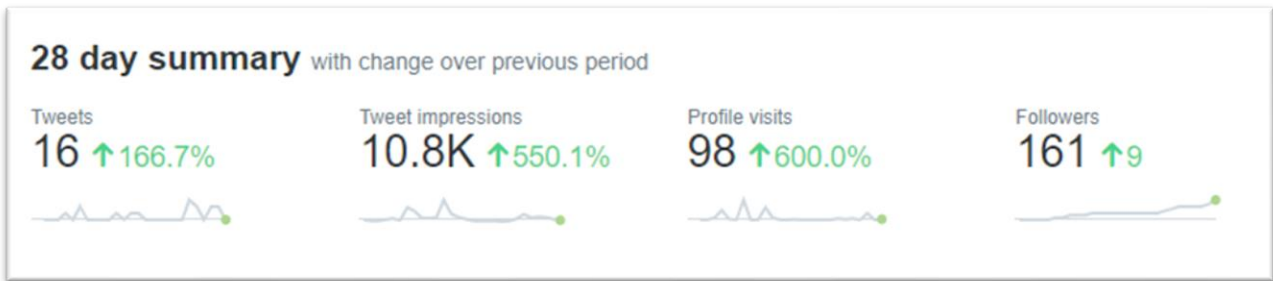 28 day summary with change over previous period
Tweets Tweet impressions Profile visits Followers
16 ↑166.7% 10.8K ↑550.1% 98 ↑600.0% 161 ↑9